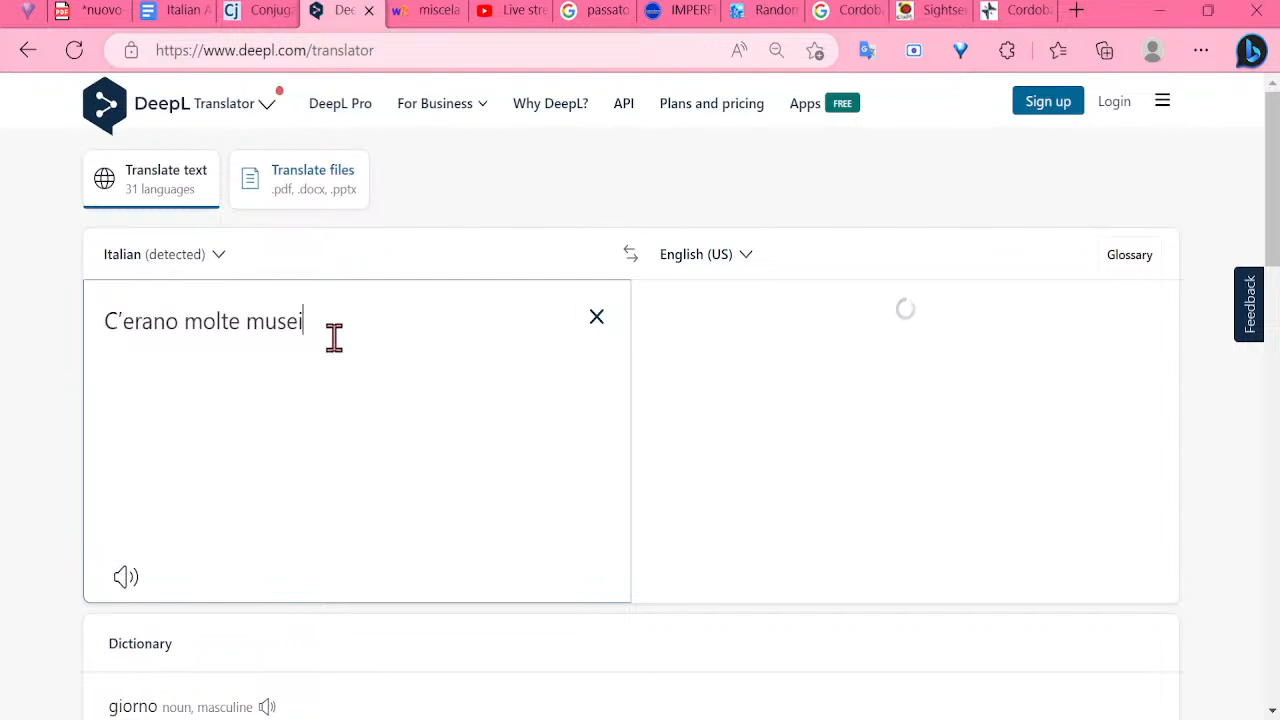 *nuovo-
Italian A
Conjuga
Dee
miscela
Live stre
passato
IMPERF
Random
Cordob
Sightse
Cordob
https://www.deepl.com/translator
DeepL Translator
DeepL Pro
For Business
Why DeepL?
API
Plans and pricing
Apps FREE
Sign up
Login
Translate text
31 languages
Translate files
.pdf, .docx, .pptx
Italian (detected)
English (US)
Glossary
C’erano molte musei
Feedback
Dictionary
giorno noun, masculine